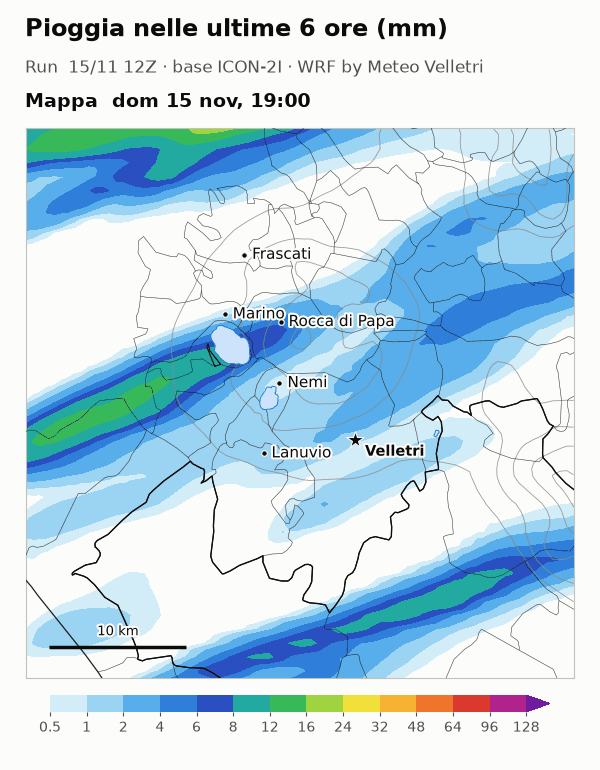 Pioggia nelle ultime 6 ore (mm)
Run  15/11 12Z · base ICON-2I · WRF by Meteo Velletri
Mappa  dom 15 nov, 19:00
Frascati
Marino
Rocca di Papa
Nemi
Velletri
Lanuvio
10 km
0.5 1 2 4 6 8 12 16 24 32 48 64 96 128